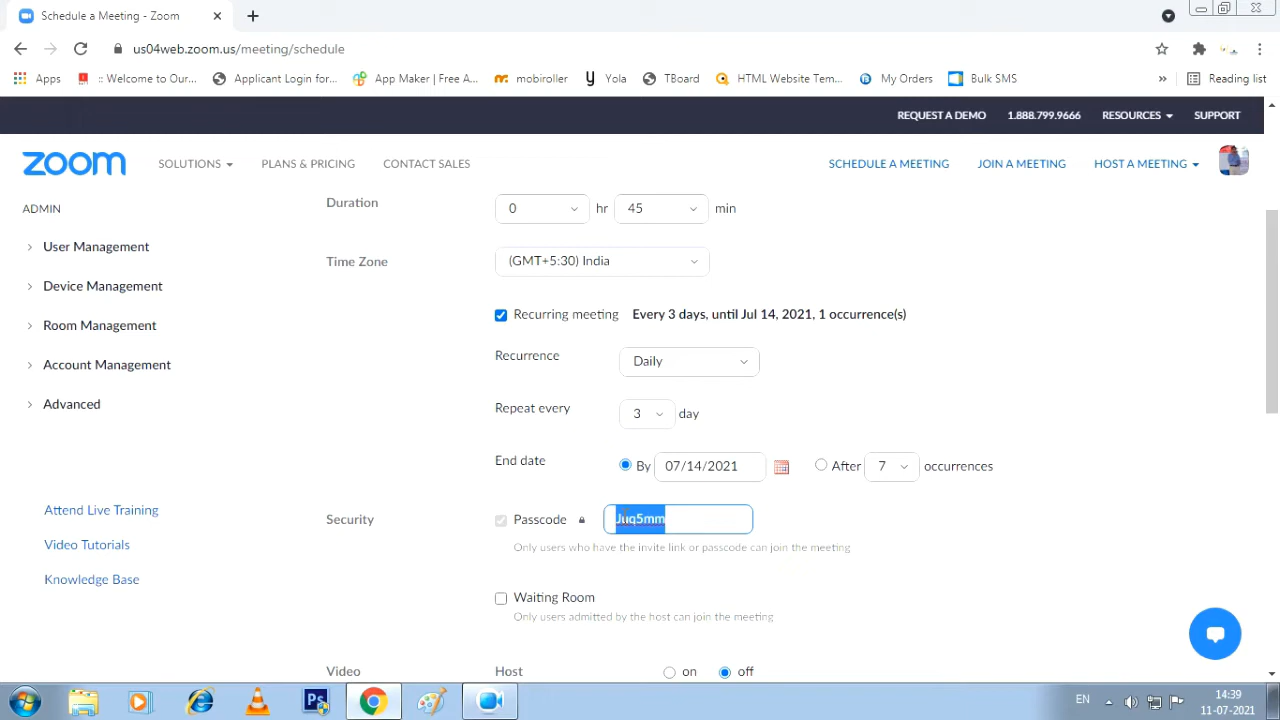 Schedule a Meeting - Zoom
us04web.zoom.us/meeting/schedule
Apps :: Welcome to Our... Applicant Login for... App Maker | Free A... mobiroller Yola TBoard HTML Website Tem... My Orders Bulk SMS » Reading list
REQUEST A DEMO 1.888.799.9666 RESOURCES SUPPORT
zoom SOLUTIONS PLANS & PRICING CONTACT SALES SCHEDULE A MEETING JOIN A MEETING HOST A MEETING
ADMIN
User Management
Device Management
Room Management
Account Management
Advanced
Attend Live Training
Video Tutorials
Knowledge Base
Duration 0 hr 45 min
Time Zone (GMT+5:30) India
Recurring meeting Every 3 days, until Jul 14, 2021, 1 occurrence(s)
Recurrence Daily
Repeat every 3 day
End date By 07/14/2021 After 7 occurrences
Security Passcode Juq5mm
Only users who have the invite link or passcode can join the meeting
Waiting Room
Only users admitted by the host can join the meeting
Video Host on off
Ps EN 14:39
11-07-2021